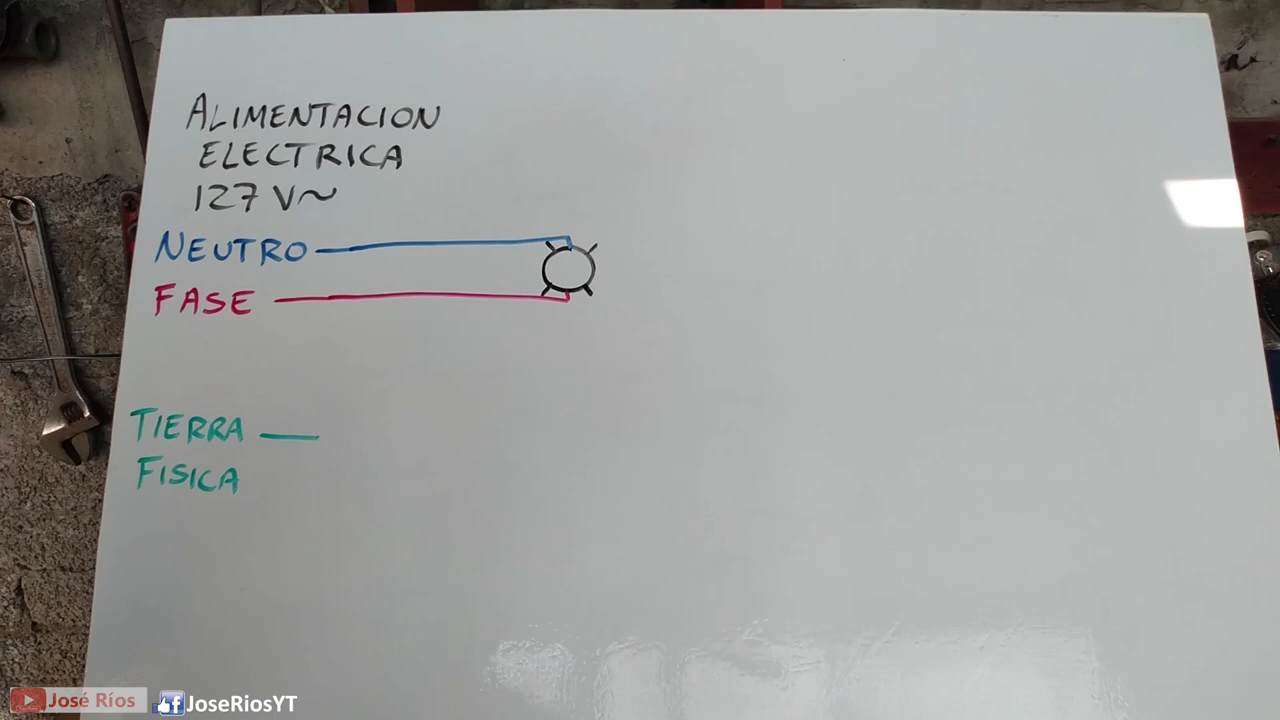 ALIMENTACION
ELECTRICA
127 V~
NEUTRO
FASE
TIERRA
FISICA
José Ríos
JoseRiosYT